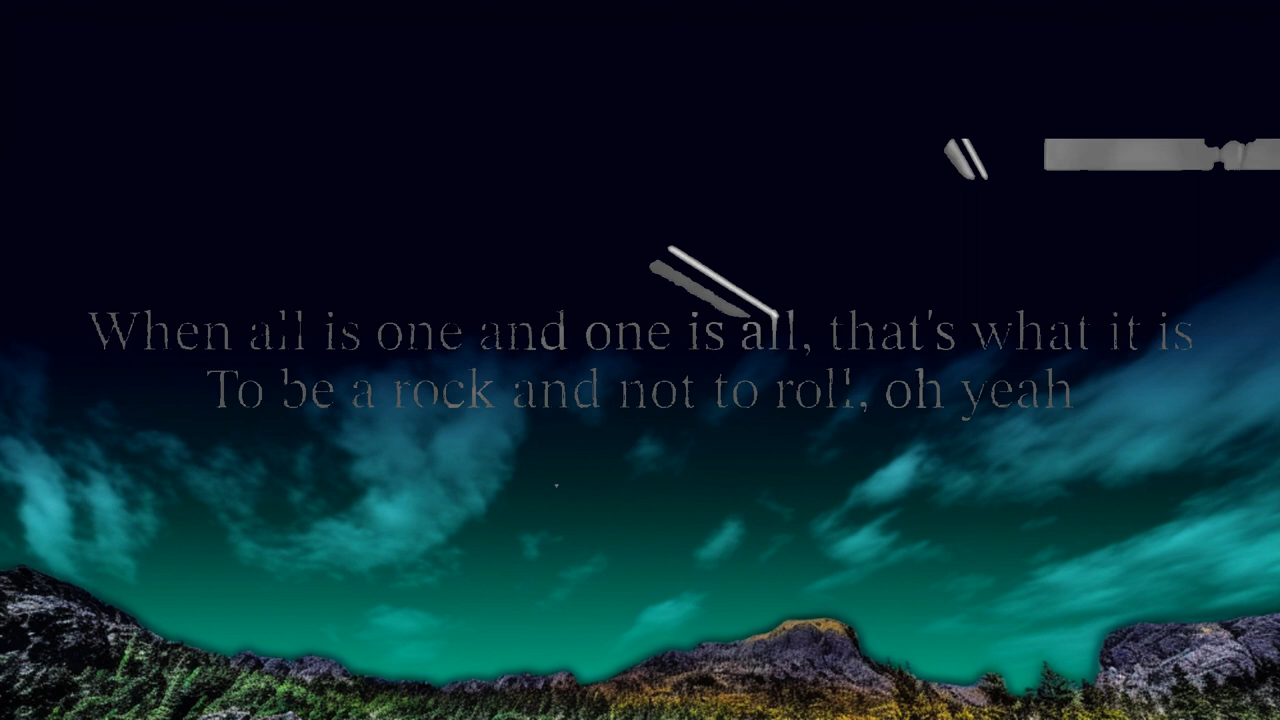 When all is one and one is all, that's what it is
To be a rock and not to roll, oh yeah